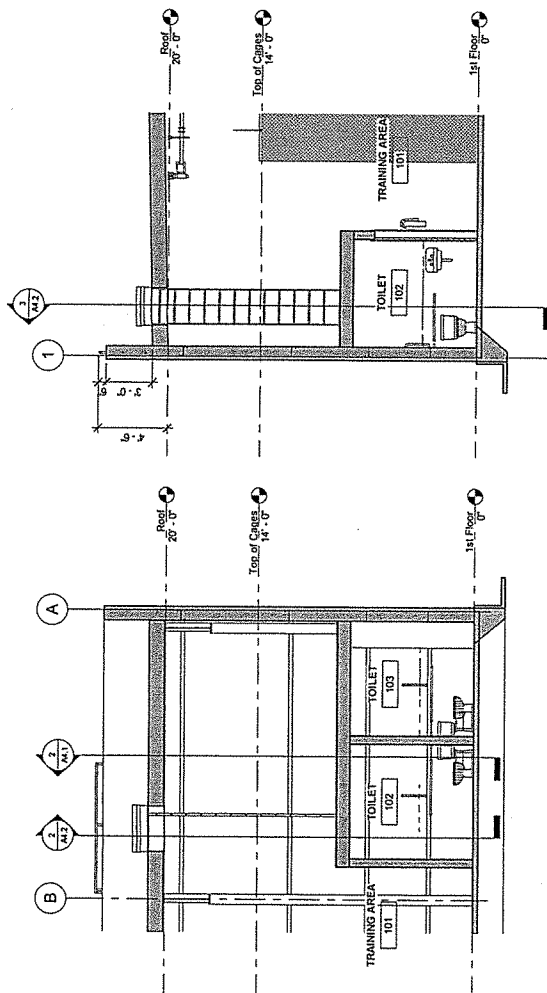 1
3
A4.2
6"
3'-0"
4'-6"
Roof
20'-0"
Top of Cages
14'-0"
1st Floor
0"
TRAINING AREA
101
TOILET
102
A
B
2
A4.1
2
A4.2
Roof
20'-0"
Top of Cages
14'-0"
1st Floor
0"
TOILET
103
TOILET
102
TRAINING AREA
101